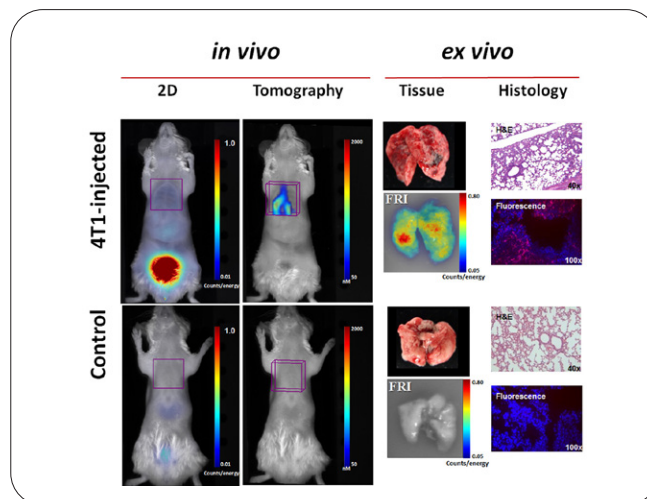 in vivo
ex vivo
2D
Tomography
Tissue
Histology
4T1-injected
1.0
0.01
Counts/energy
2000
50
nM
FRI
0.80
0.05
Counts/energy
H&E
40x
Fluorescence
100x
Control
1.0
0.01
Counts/energy
2000
50
nM
FRI
0.80
0.05
Counts/energy
H&E
40x
Fluorescence
100x